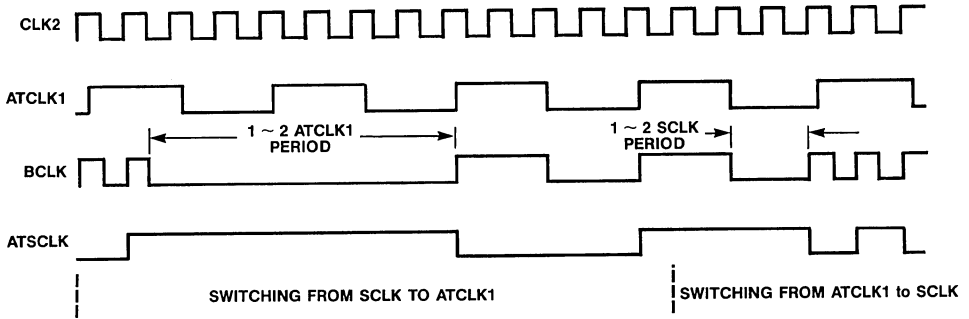 CLK2
ATCLK1
1 ~ 2 ATCLK1
PERIOD
1 ~ 2 SCLK
PERIOD
BCLK
ATSCLK
SWITCHING FROM SCLK TO ATCLK1
SWITCHING FROM ATCLK1 to SCLK